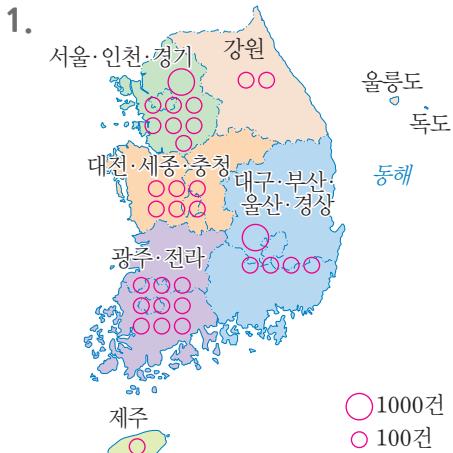 1.
서울·인천·경기
강원
울릉도
독도
대전·세종·충청
대구·부산·
울산·경상
동해
광주·전라
제주
1000건
100건